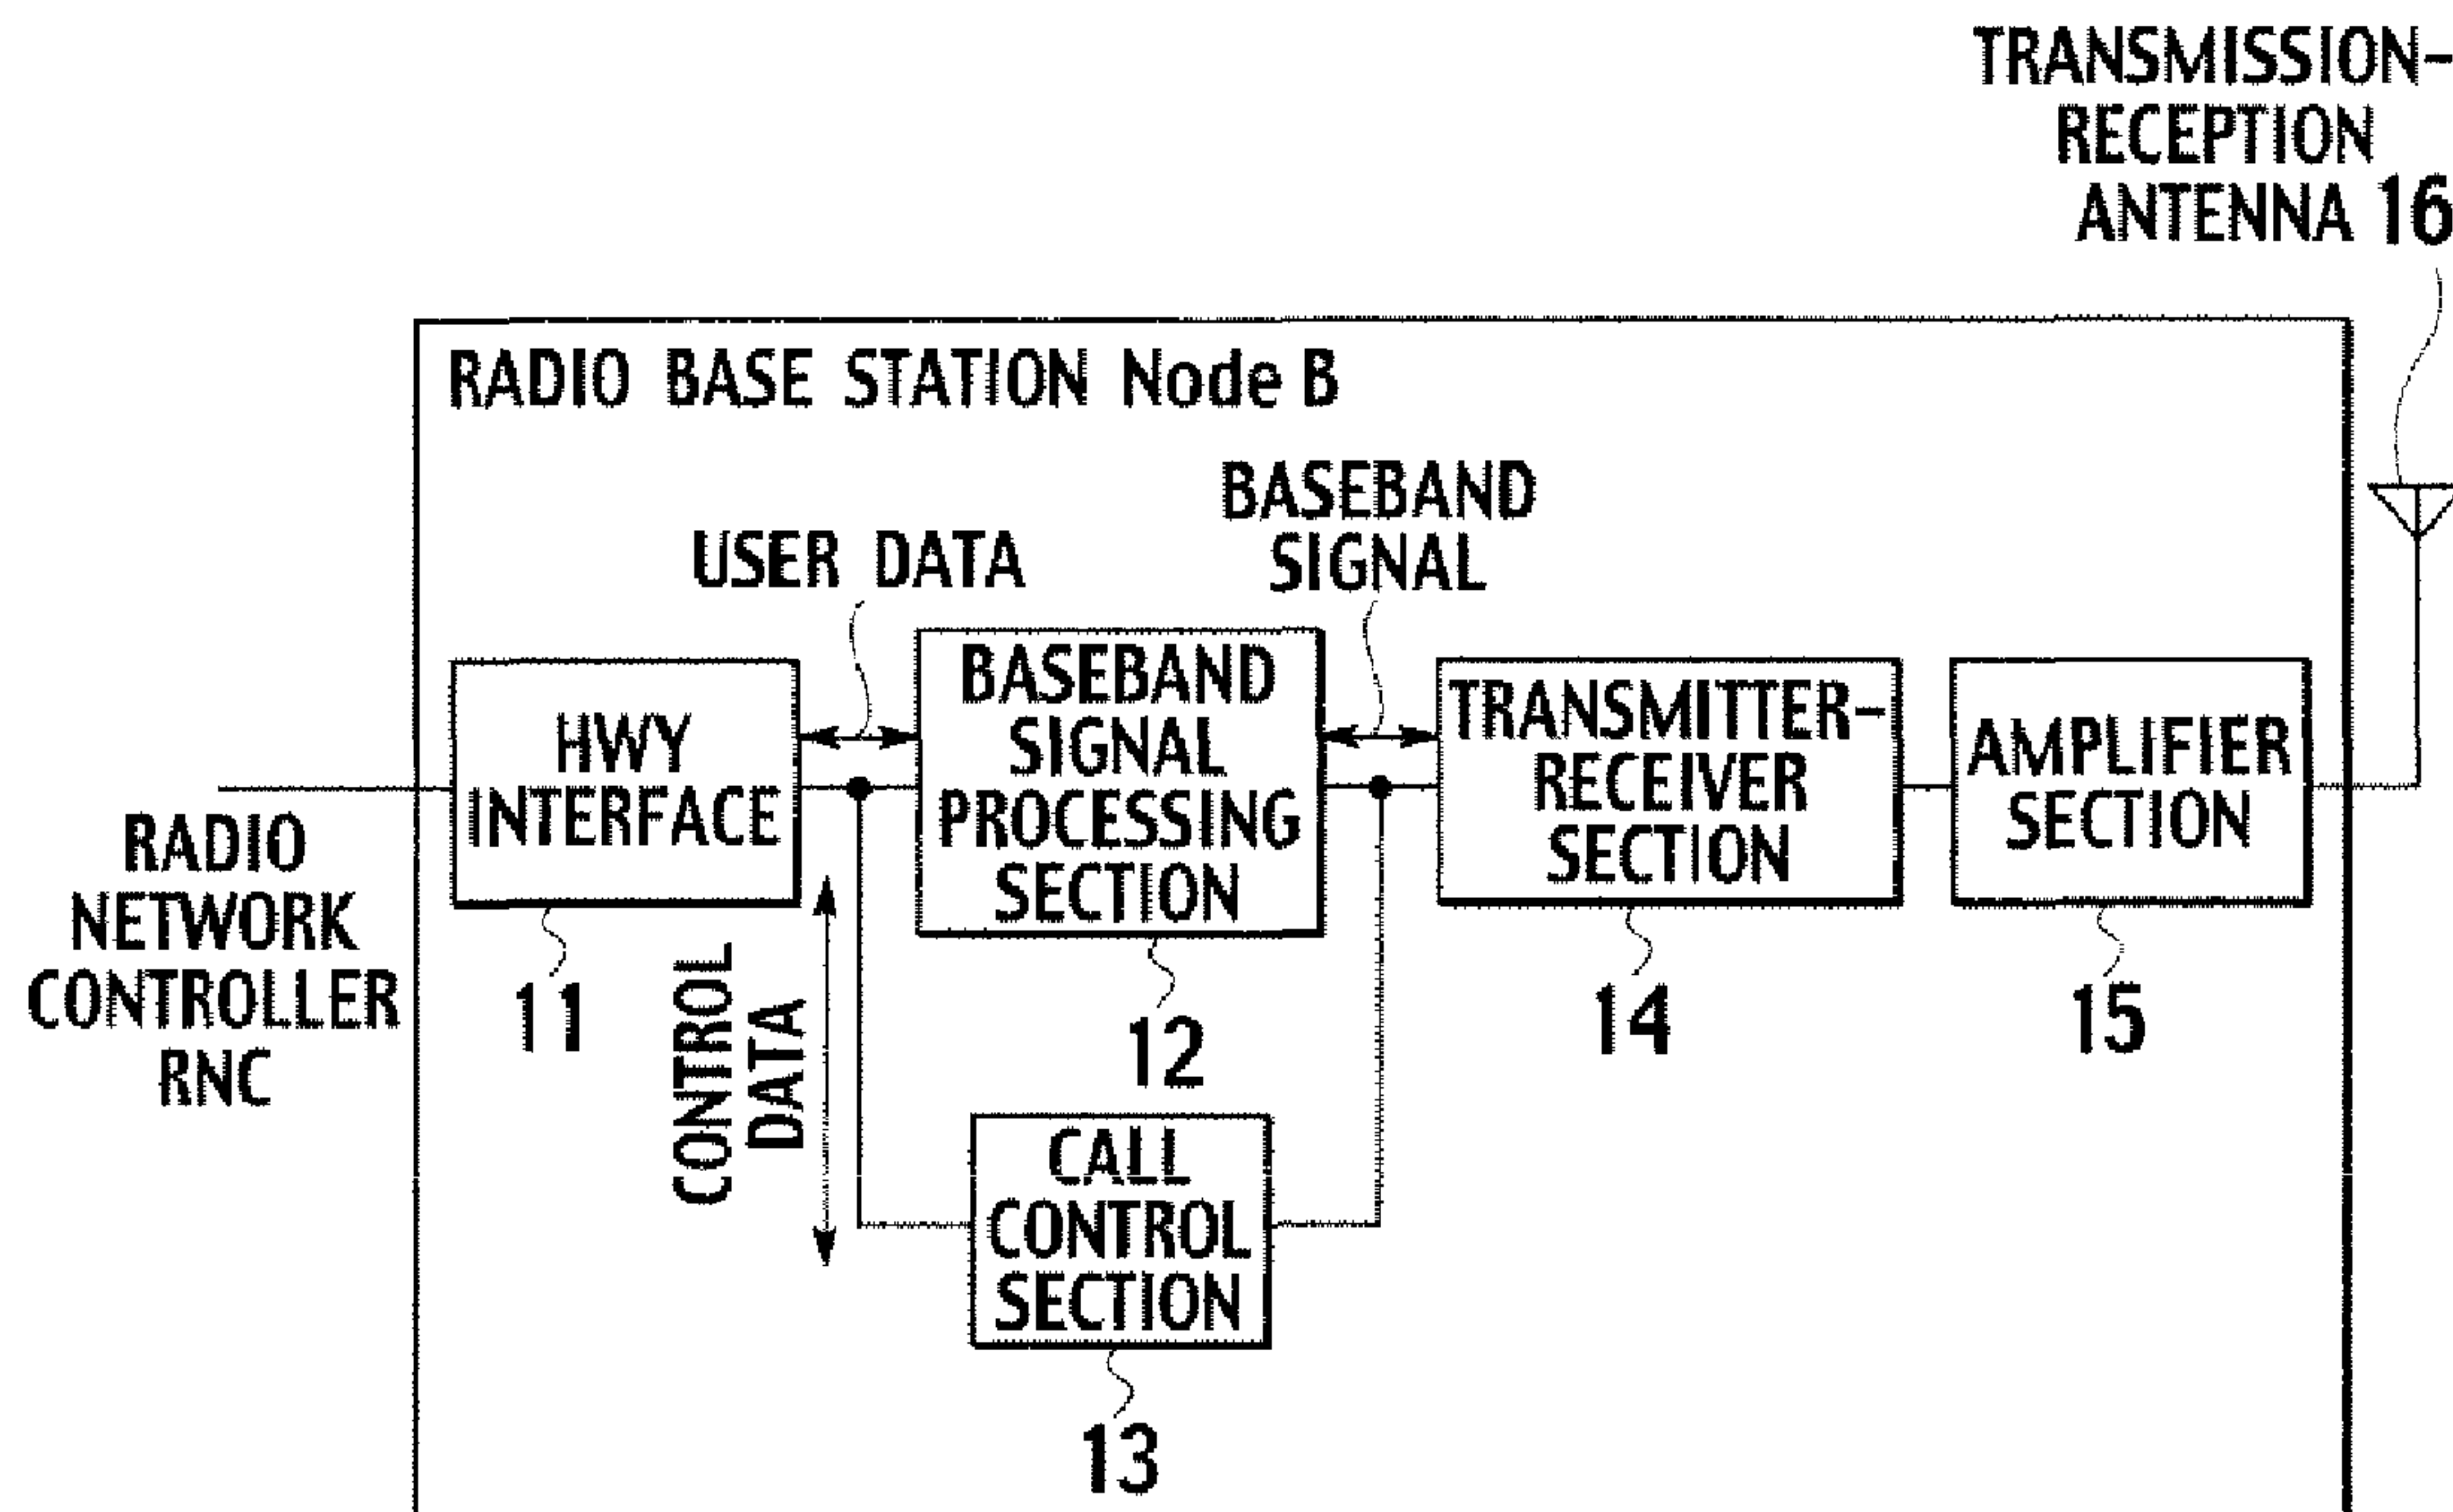 TRANSMISSION-
RECEPTION
ANTENNA 16
RADIO BASE STATION Node B
BASEBAND
SIGNAL
USER DATA
HWY
INTERFACE
BASEBAND
SIGNAL
PROCESSING
SECTION
TRANSMITTER-
RECEIVER
SECTION
AMPLIFIER
SECTION
RADIO
NETWORK
CONTROLLER
RNC
11
12
14
15
CONTROL
DATA
CALL
CONTROL
SECTION
13